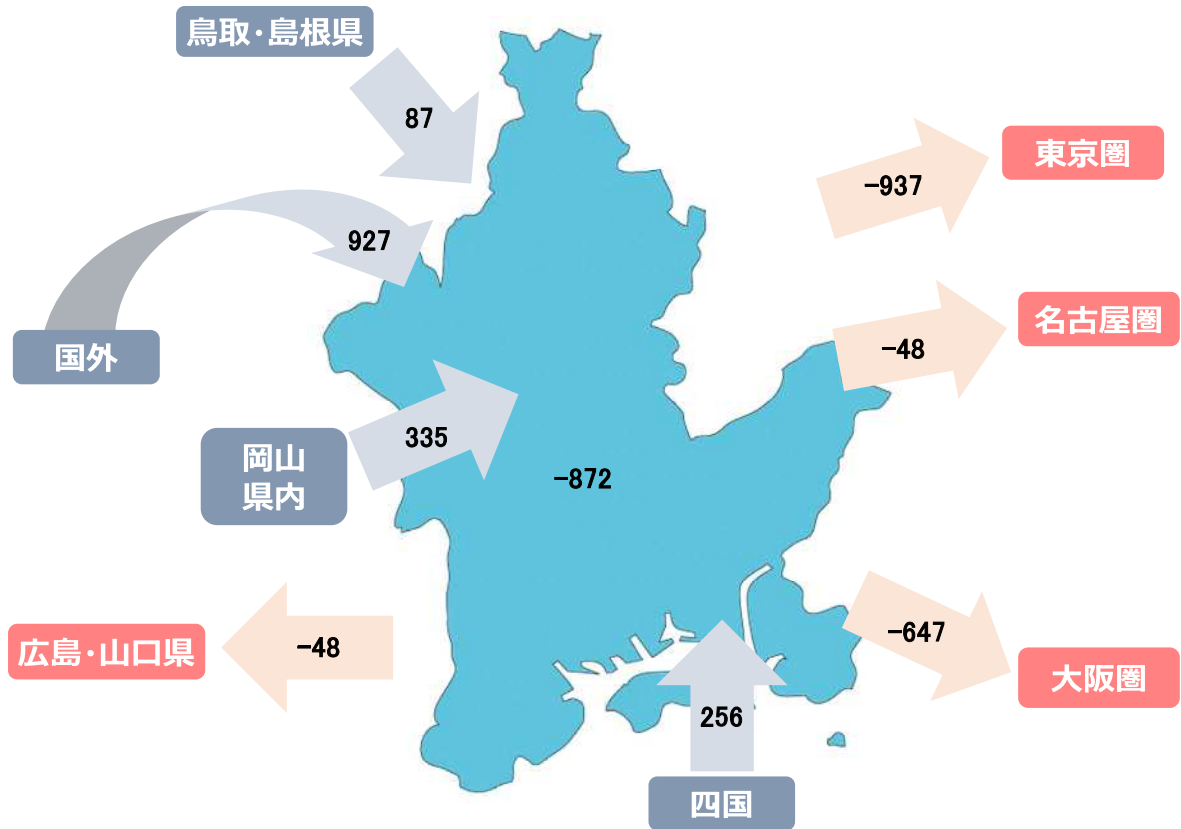 鳥取・島根県
87
-937
東京圏
927
国外
-48
名古屋圏
岡山
県内
335
-872
広島・山口県
-48
-647
大阪圏
256
四国